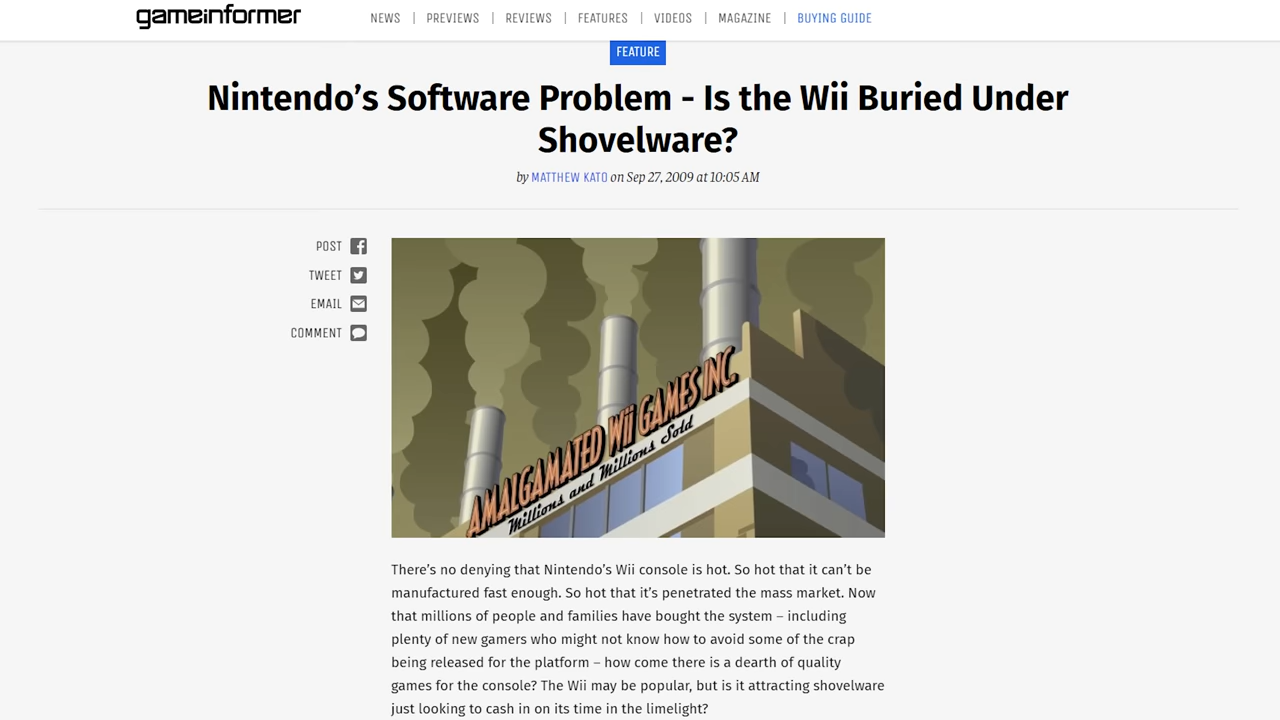 gameinformer
NEWS | PREVIEWS | REVIEWS | FEATURES | VIDEOS | MAGAZINE | BUYING GUIDE
FEATURE
Nintendo’s Software Problem - Is the Wii Buried Under
Shovelware?
by MATTHEW KATO on Sep 27, 2009 at 10:05 AM
POST
TWEET
EMAIL
COMMENT
AMALGAMATED Wii GAMES INC.
Millions and Millions Sold
There’s no denying that Nintendo’s Wii console is hot. So hot that it can’t be
manufactured fast enough. So hot that it’s penetrated the mass market. Now
that millions of people and families have bought the system – including
plenty of new gamers who might not know how to avoid some of the crap
being released for the platform – how come there is a dearth of quality
games for the console? The Wii may be popular, but is it attracting shovelware
just looking to cash in on its time in the limelight?